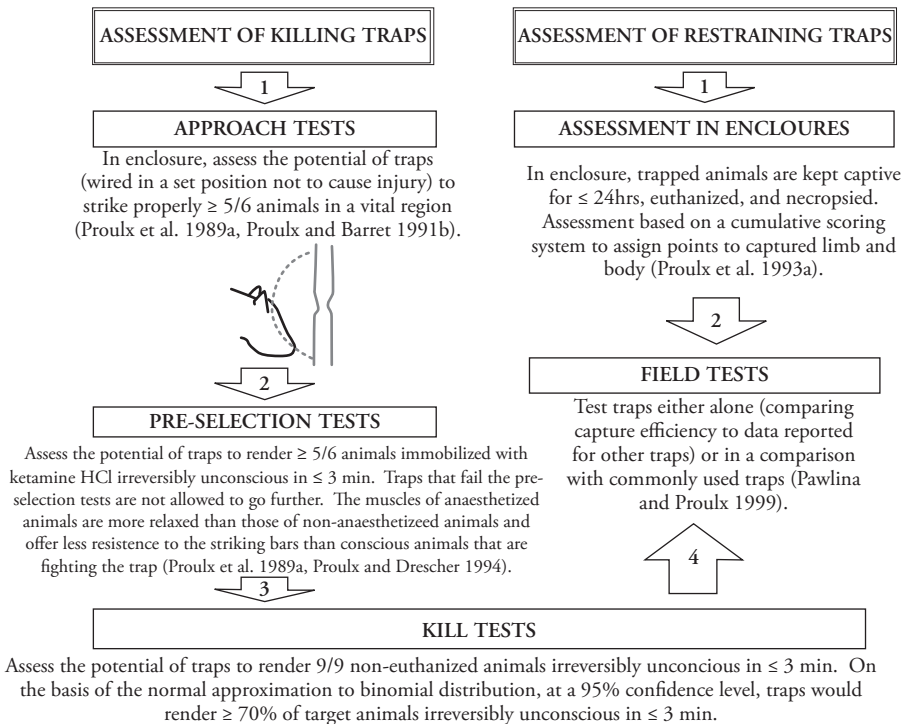 ASSESSMENT OF KILLING TRAPS
1
APPROACH TESTS
In enclosure, assess the potential of traps
(wired in a set position not to cause injury) to
strike properly ≥ 5/6 animals in a vital region
(Proulx et al. 1989a, Proulx and Barret 1991b).
2
PRE-SELECTION TESTS
Assess the potential of traps to render ≥ 5/6 animals immobilized with
ketamine HCl irreversibly unconscious in ≤ 3 min. Traps that fail the pre-
selection tests are not allowed to go further. The muscles of anaesthetized
animals are more relaxed than those of non-anaesthetizeed animals and
offer less resistance to the striking bars than conscious animals that are
fighting the trap (Proulx et al. 1989a, Proulx and Drescher 1994).
3
ASSESSMENT OF RESTRAINING TRAPS
1
ASSESSMENT IN ENCLOURES
In enclosure, trapped animals are kept captive
for ≤ 24hrs, euthanized, and necropsied.
Assessment based on a cumulative scoring
system to assign points to captured limb and
body (Proulx et al. 1993a).
2
FIELD TESTS
Test traps either alone (comparing
capture efficiency to data reported
for other traps) or in a comparison
with commonly used traps (Pawlina
and Proulx 1999).
4
KILL TESTS
Assess the potential of traps to render 9/9 non-euthanized animals irreversibly unconcious in ≤ 3 min. On
the basis of the normal approximation to binomial distribution, at a 95% confidence level, traps would
render ≥ 70% of target animals irreversibly unconscious in ≤ 3 min.